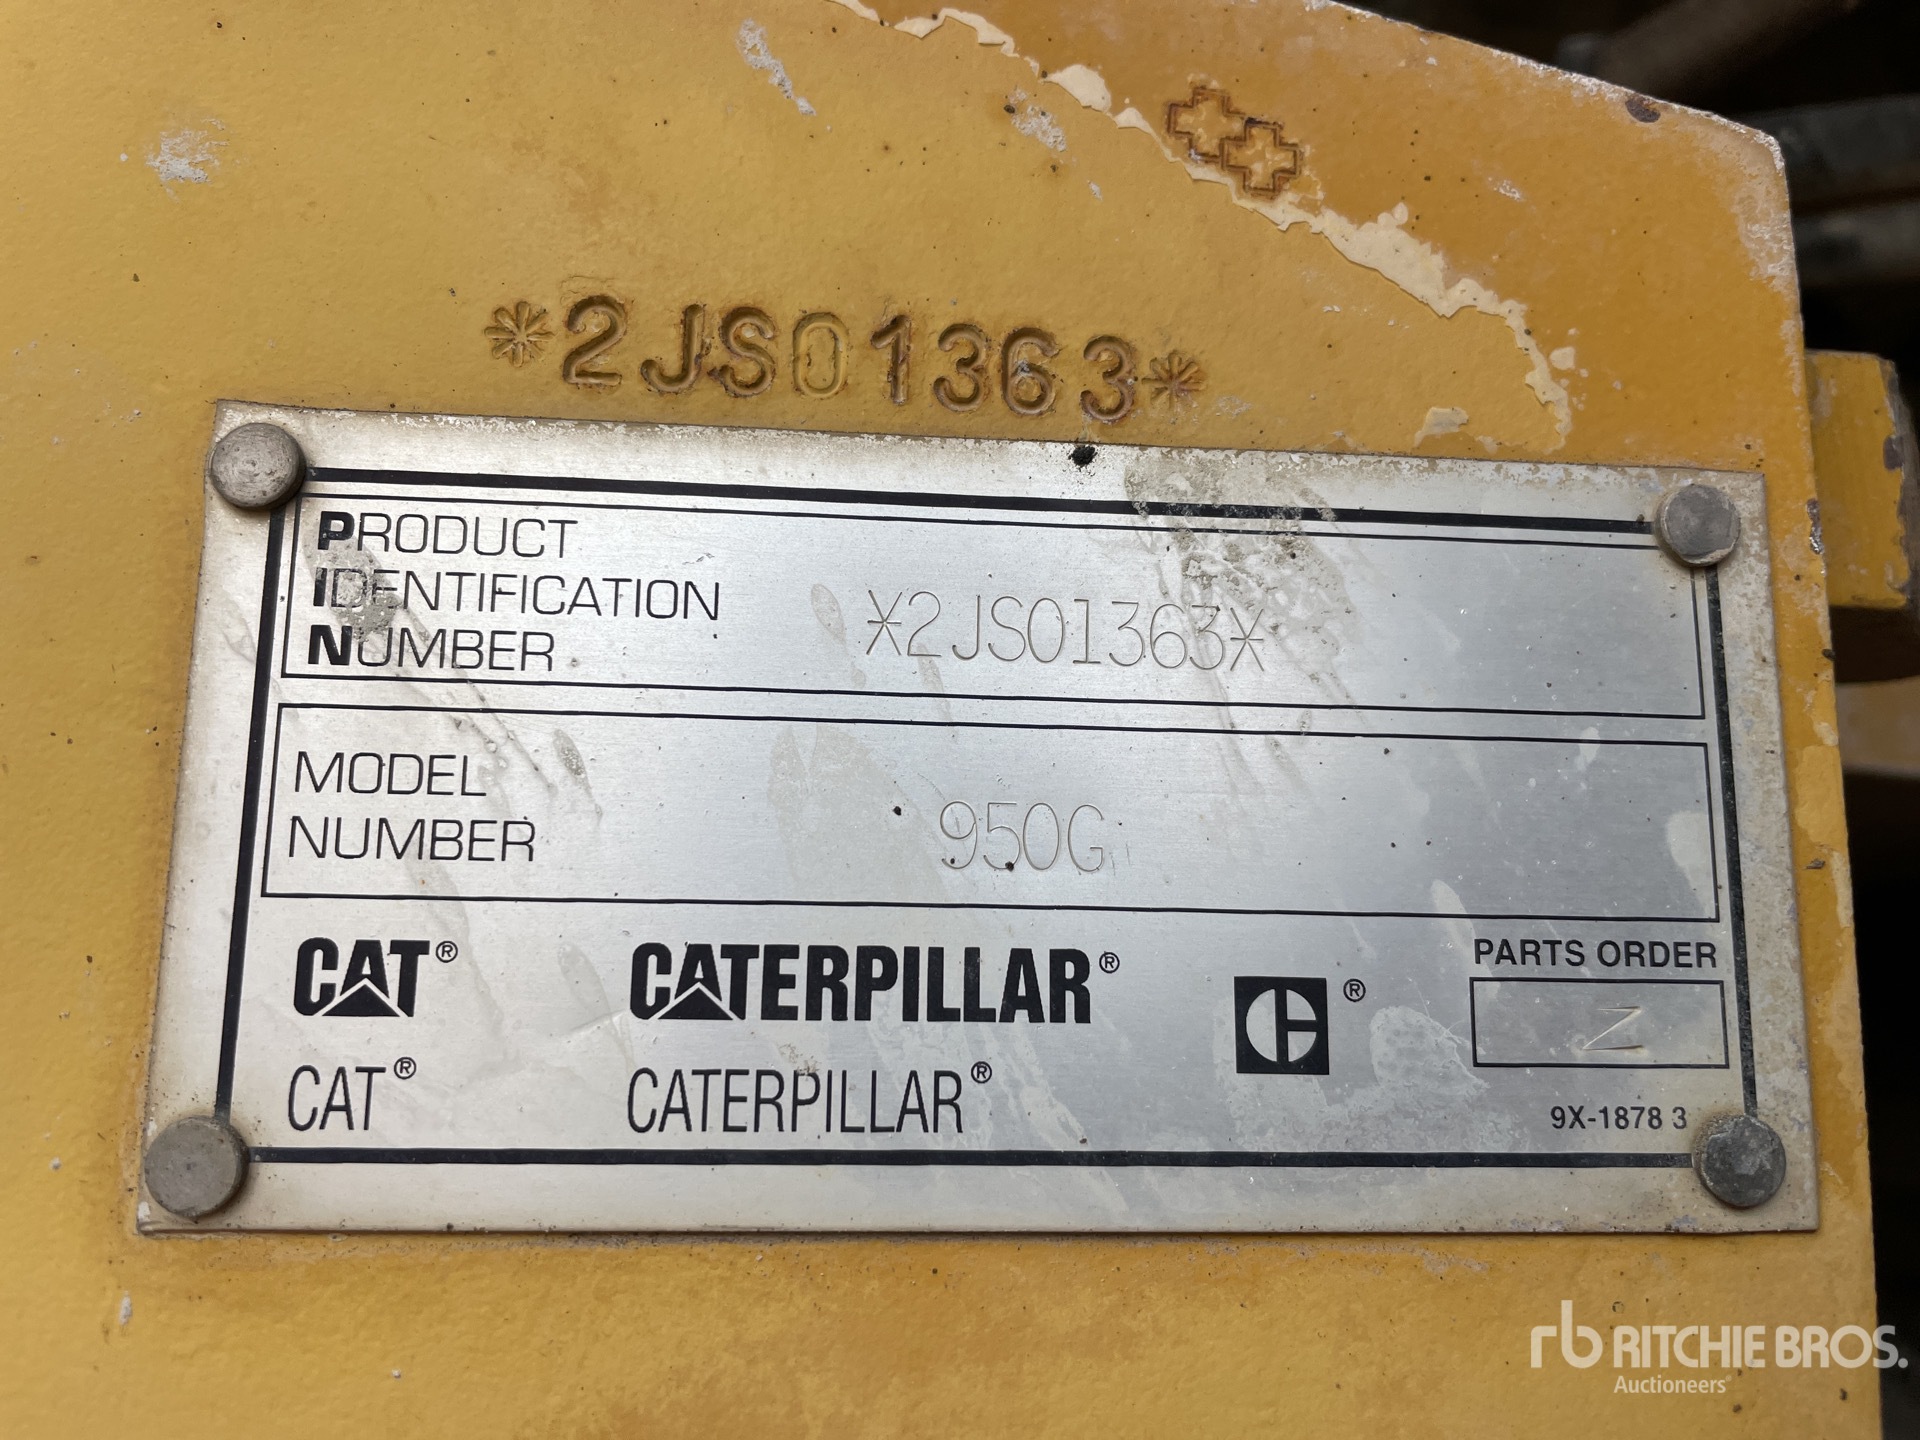 *2JS01363*
PRODUCT
IDENTIFICATION
NUMBER
*2JS01363*
MODEL
NUMBER
950G
CAT®
CATERPILLAR®
®
PARTS ORDER
Z
CAT®
CATERPILLAR®
9X-1878 3
rb RITCHIE BROS.
Auctioneers